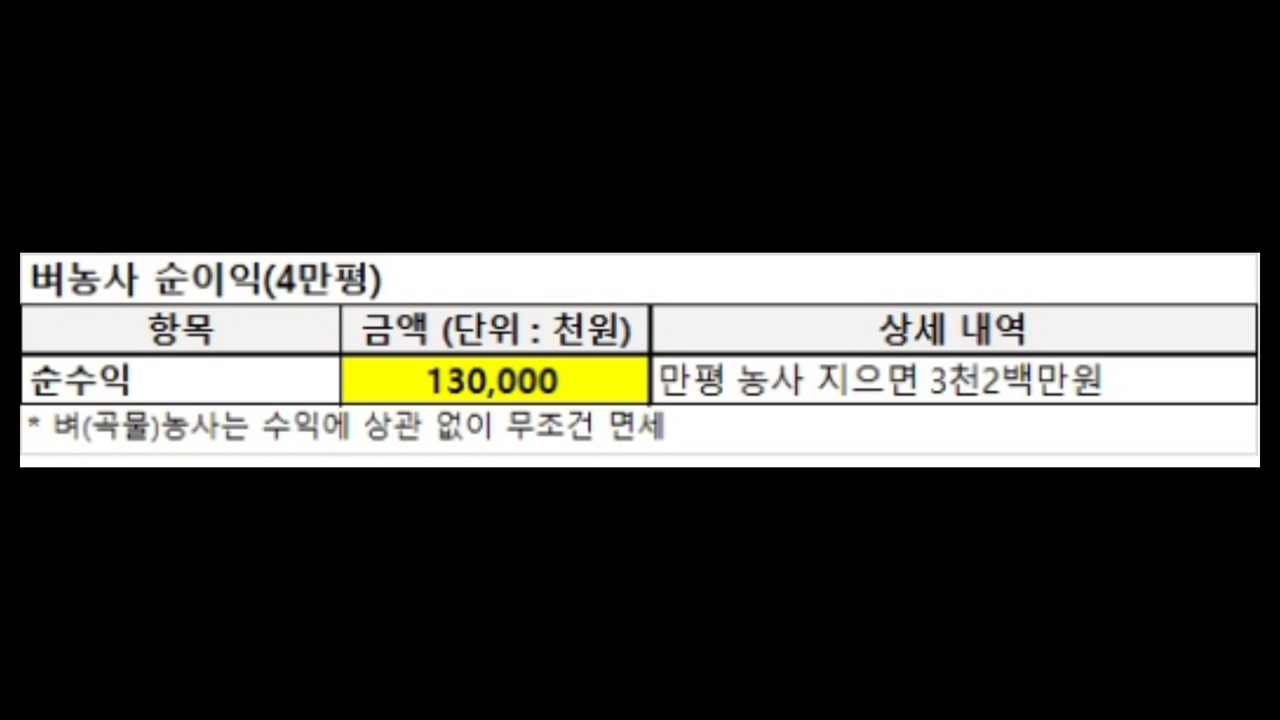 벼농사 순이익(4만평)
항목 금액 (단위 : 천원) 상세 내역
순수익 130,000 만평 농사 지으면 3천2백만원
* 벼(곡물)농사는 수익에 상관 없이 무조건 면세